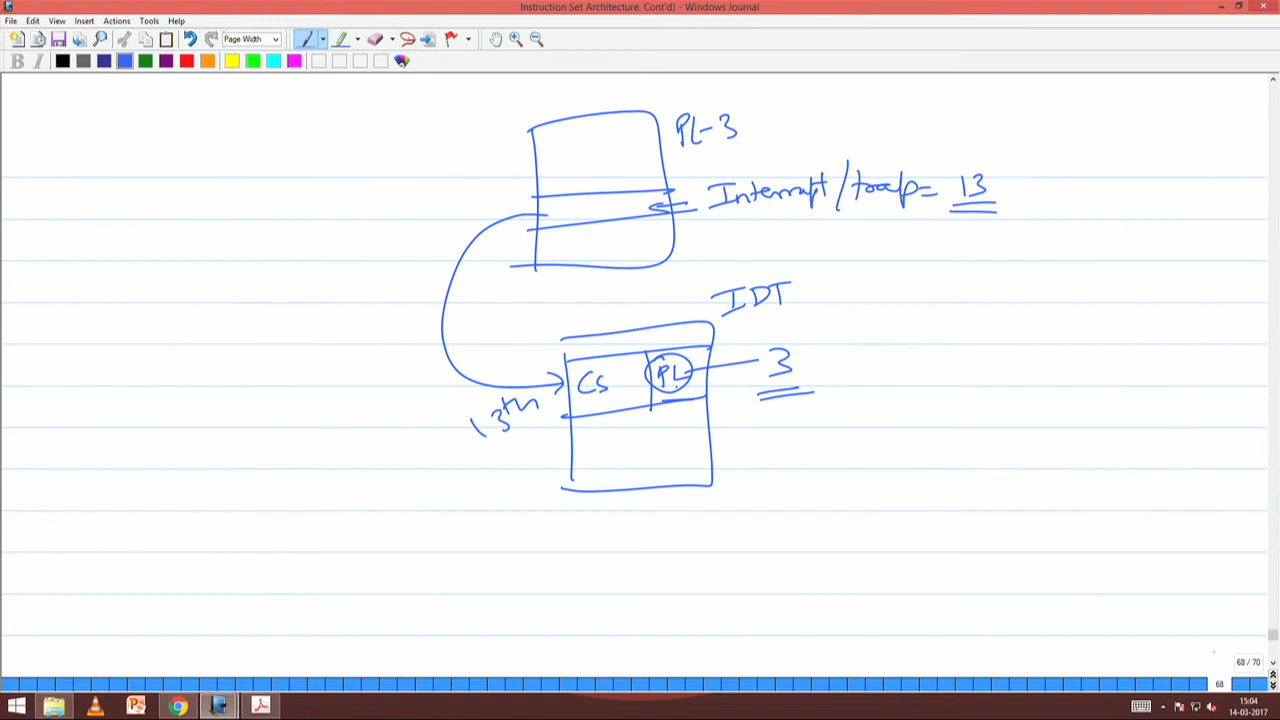 Instruction Set Architecture. Cont'd) - Windows Journal
File Edit View Insert Actions Tools Help
Page Width
B I
PL-3
Interrupt/trap = 13
IDT
CS PL 3
13th
68 / 70
68
15:04
14-03-2017